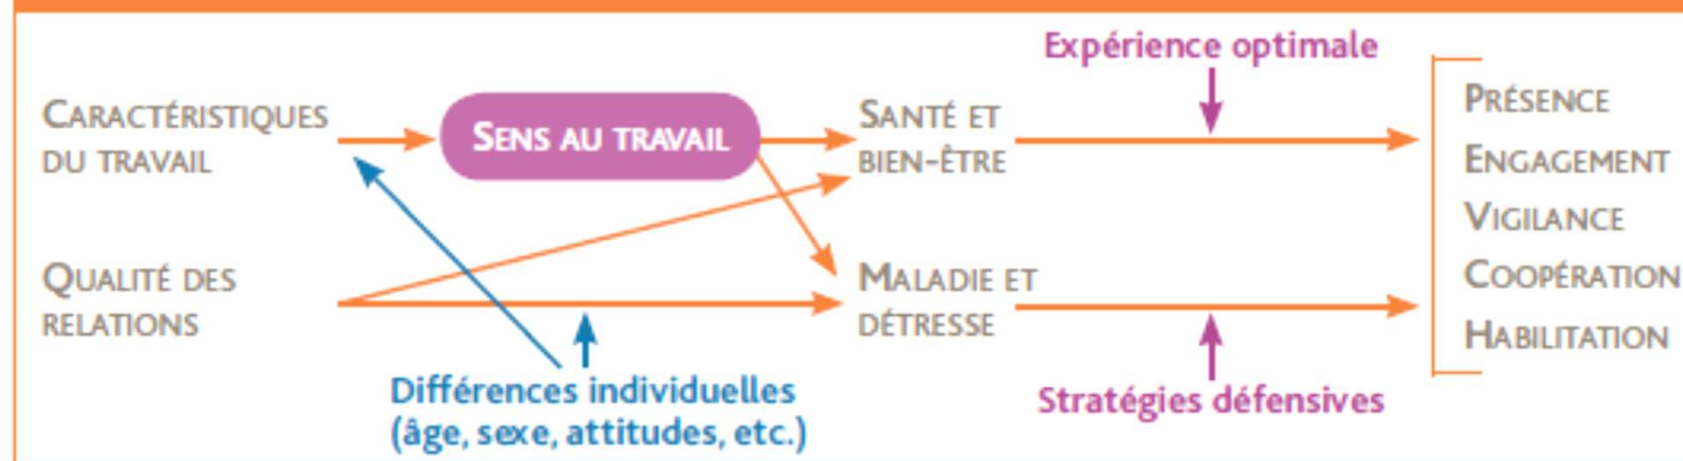 Expérience optimale
CARACTÉRISTIQUES
DU TRAVAIL
SENS AU TRAVAIL
SANTÉ ET
BIEN-ÊTRE
PRÉSENCE
ENGAGEMENT
VIGILANCE
COOPÉRATION
HABILITATION
QUALITÉ DES
RELATIONS
MALADIE ET
DÉTRESSE
Différences individuelles
(âge, sexe, attitudes, etc.)
Stratégies défensives